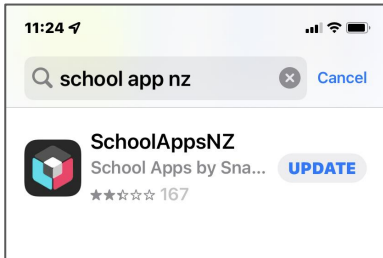 11:24
school app nz
Cancel
SchoolAppsNZ
School Apps by Sna...
UPDATE
167